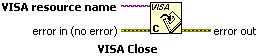 VISA resource name
VISA
error in (no error)
C
error out
VISA Close